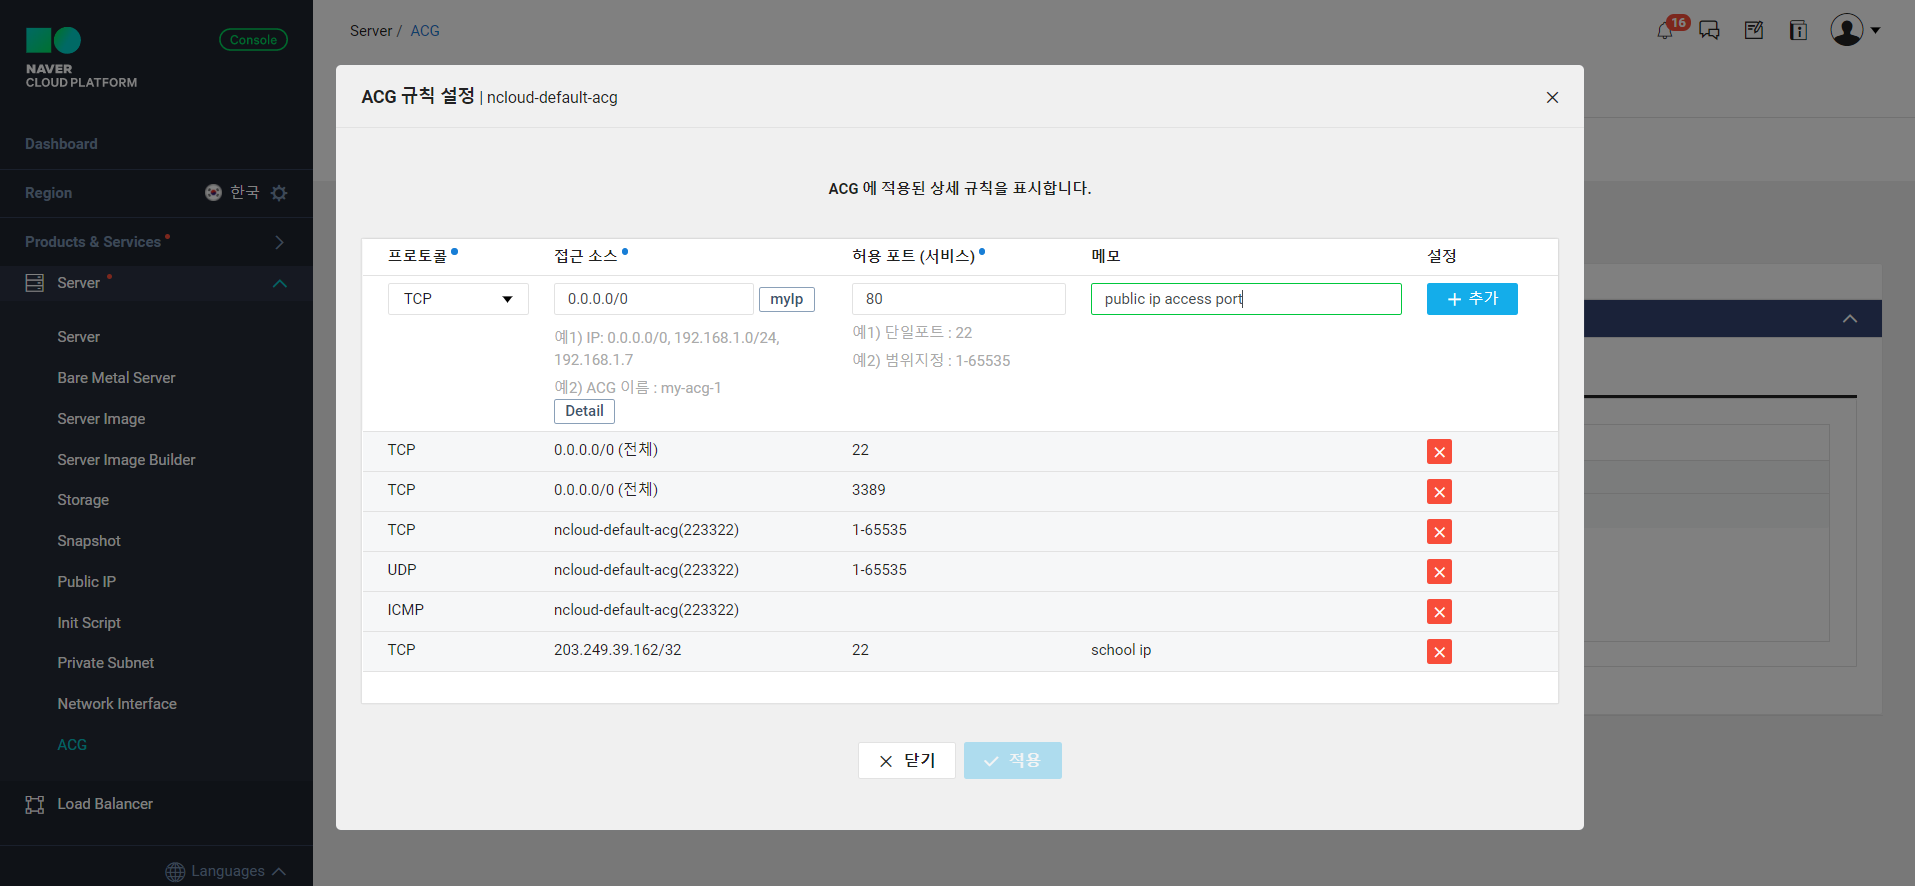 NAVER
CLOUD PLATFORM
Console
Dashboard
Region 한국
Products & Services
Server
Server
Bare Metal Server
Server Image
Server Image Builder
Storage
Snapshot
Public IP
Init Script
Private Subnet
Network Interface
ACG
Load Balancer
Languages
Server / ACG
16
ACG 규칙 설정 | ncloud-default-acg
ACG 에 적용된 상세 규칙을 표시합니다.
프로토콜 접근 소스 허용 포트 (서비스) 메모 설정
TCP 0.0.0.0/0 myIp 80 public ip access port + 추가
예1) IP: 0.0.0.0/0, 192.168.1.0/24,
192.168.1.7
예2) ACG 이름 : my-acg-1
Detail
예1) 단일포트 : 22
예2) 범위지정 : 1-65535
TCP 0.0.0.0/0 (전체) 22
TCP 0.0.0.0/0 (전체) 3389
TCP ncloud-default-acg(223322) 1-65535
UDP ncloud-default-acg(223322) 1-65535
ICMP ncloud-default-acg(223322)
TCP 203.249.39.162/32 22 school ip
닫기 적용